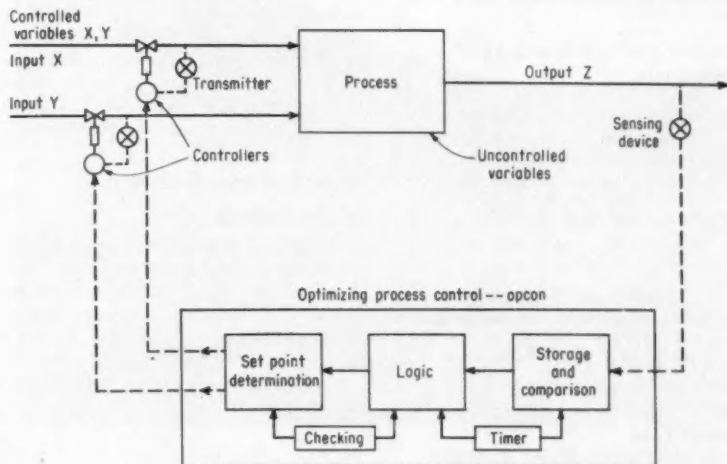 Controlled
variables X,Y
Input X
Transmitter
Process
Output Z
Input Y
Sensing
device
Controllers
Uncontrolled
variables
Optimizing process control--opcon
Set point
determination
Logic
Storage
and
comparison
Checking
Timer